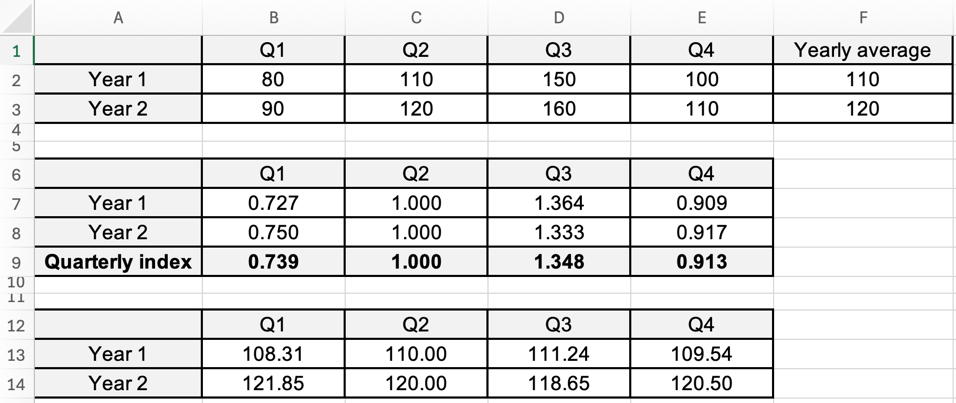 A B C D E F
1 Q1 Q2 Q3 Q4 Yearly average
2 Year 1 80 110 150 100 110
3 Year 2 90 120 160 110 120
4
5
6 Q1 Q2 Q3 Q4
7 Year 1 0.727 1.000 1.364 0.909
8 Year 2 0.750 1.000 1.333 0.917
9 Quarterly index 0.739 1.000 1.348 0.913
10
11
12 Q1 Q2 Q3 Q4
13 Year 1 108.31 110.00 111.24 109.54
14 Year 2 121.85 120.00 118.65 120.50